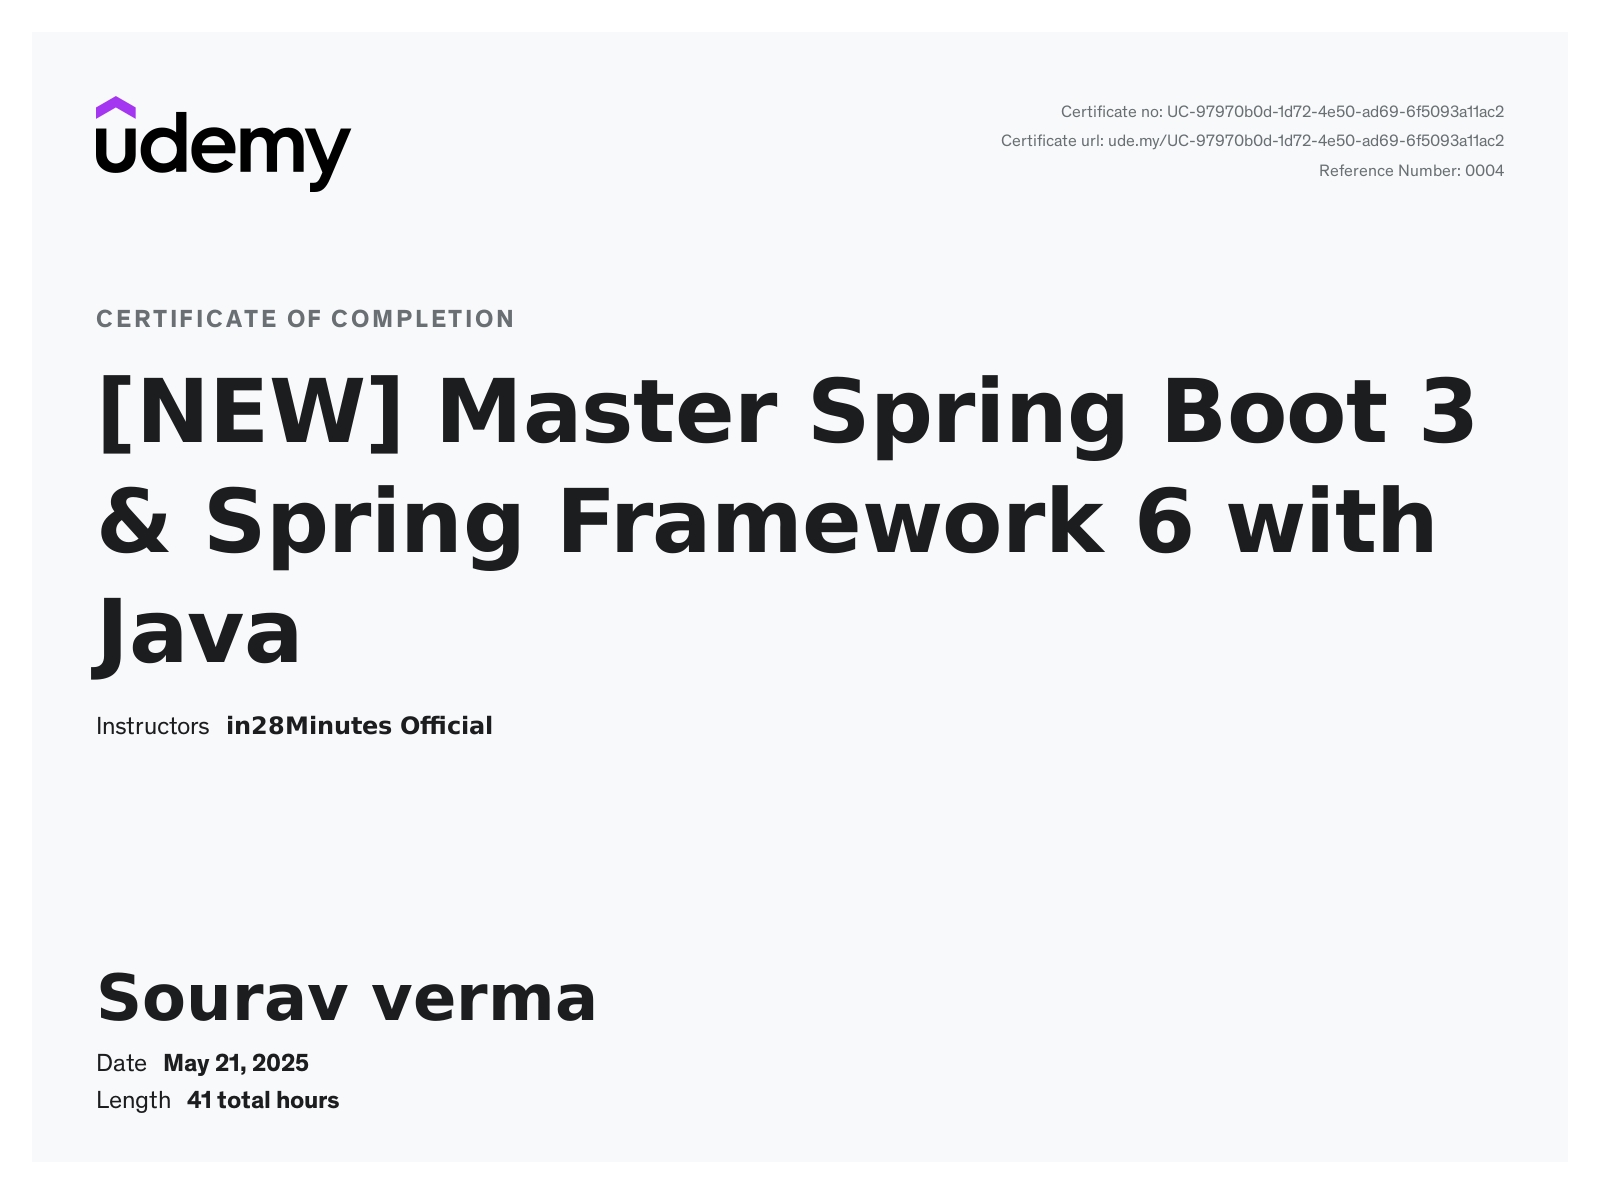 udemy
Certificate no: UC-97970b0d-1d72-4e50-ad69-6f5093a11ac2
Certificate url: ude.my/UC-97970b0d-1d72-4e50-ad69-6f5093a11ac2
Reference Number: 0004
CERTIFICATE OF COMPLETION
[NEW] Master Spring Boot 3
& Spring Framework 6 with
Java
Instructors in28Minutes Official
Sourav verma
Date May 21, 2025
Length 41 total hours